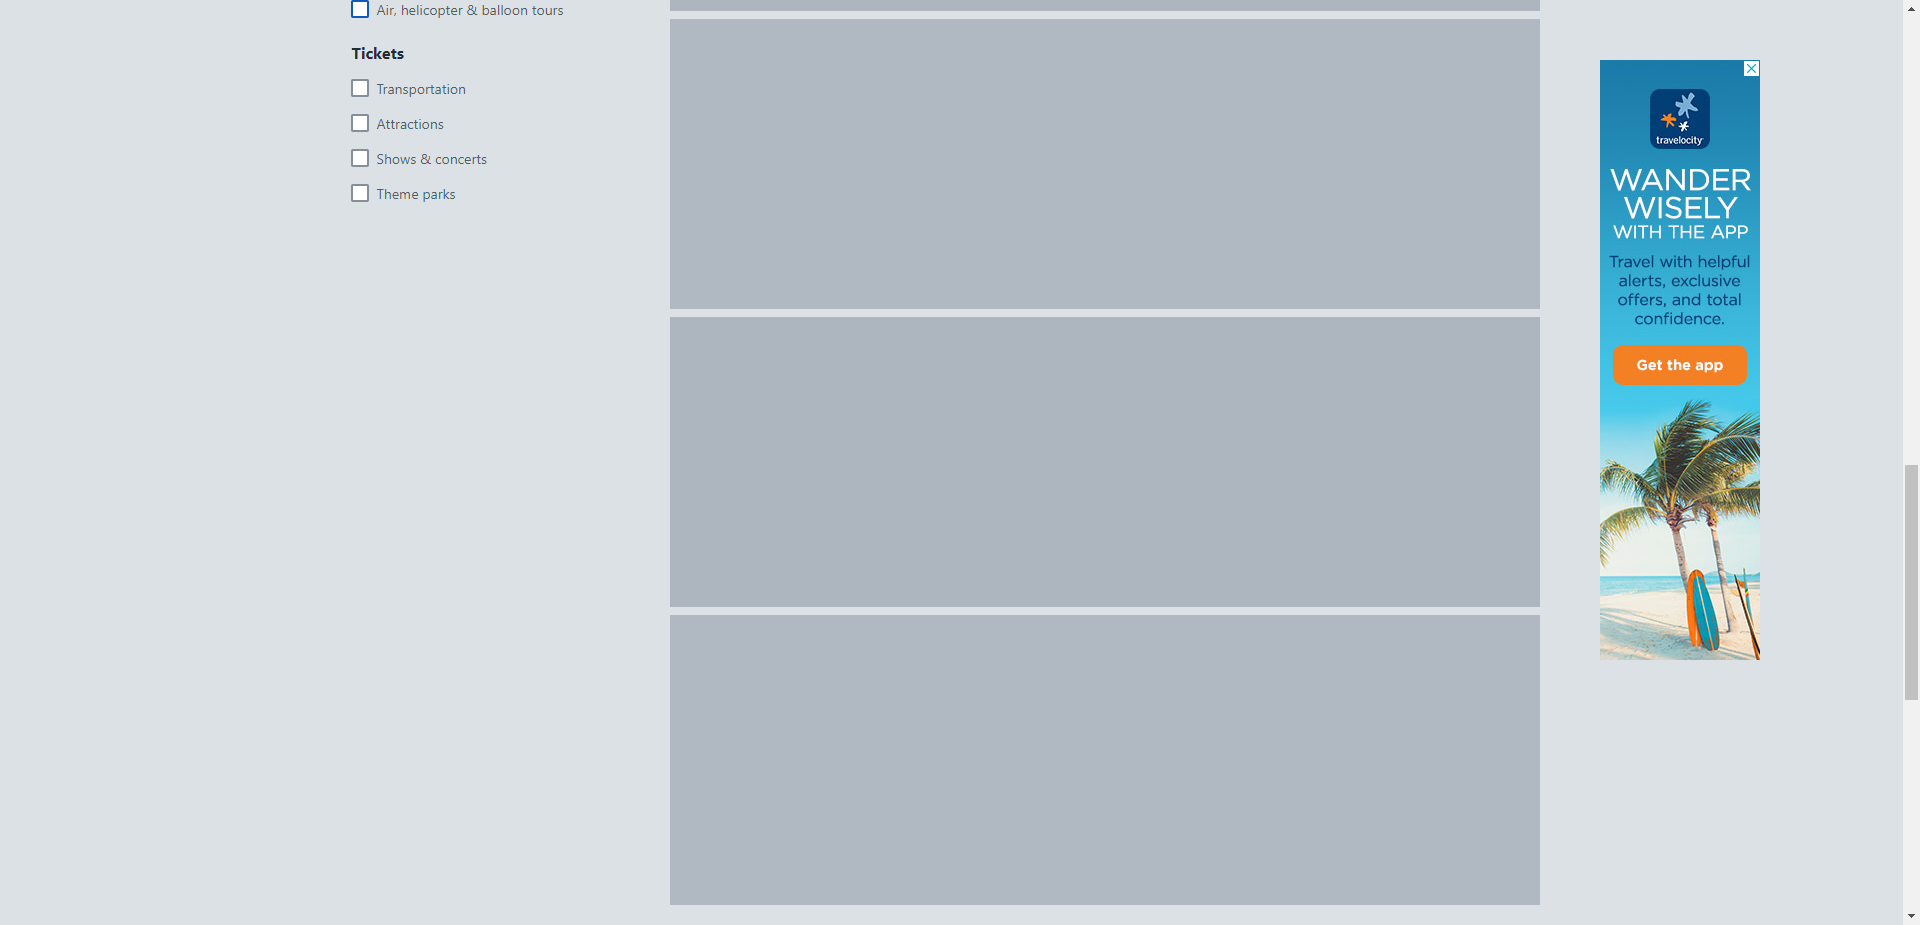 Air, helicopter & balloon tours
Tickets
Transportation
Attractions
Shows & concerts
Theme parks
travelocity
WANDER
WISELY
WITH THE APP
Travel with helpful
alerts, exclusive
offers, and total
confidence.
Get the app